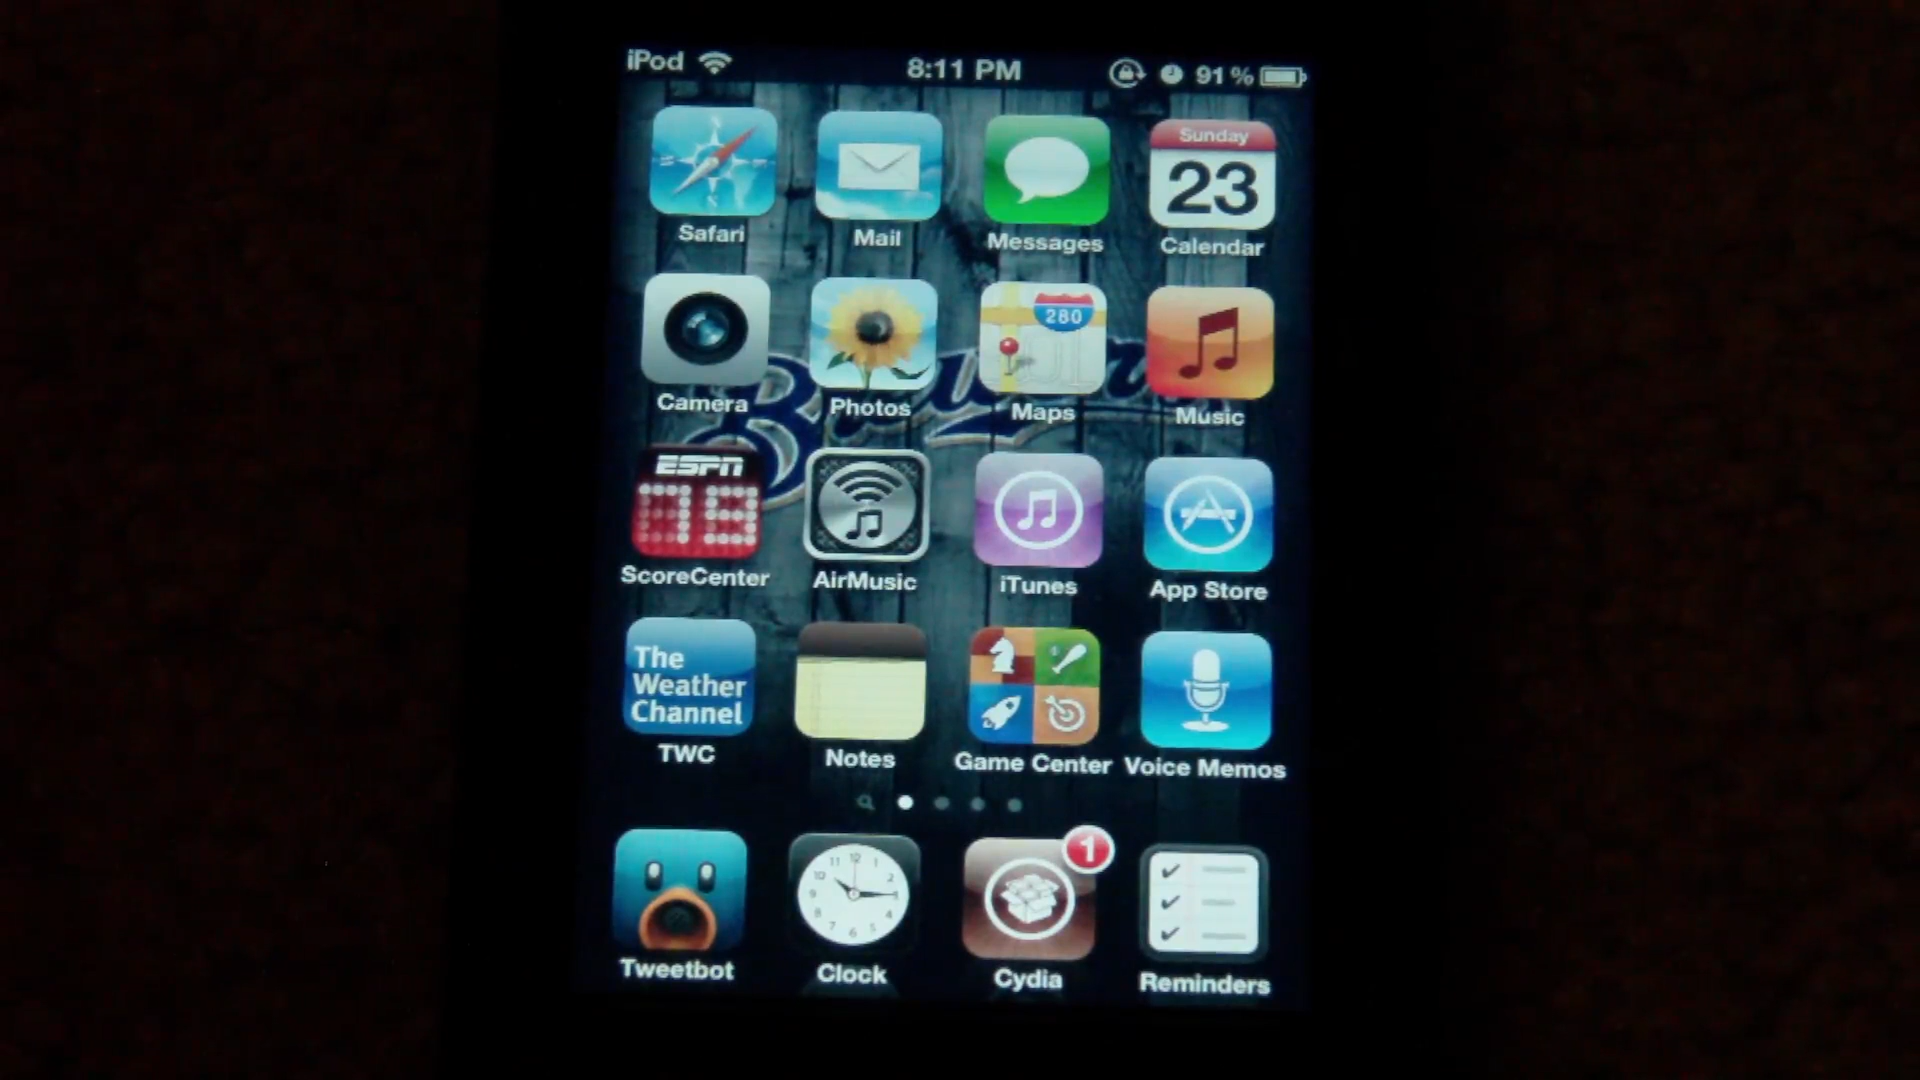 iPod 8:11 PM 91%
Sunday
23
Safari Mail Messages Calendar
280
Camera Photos Maps Music
ESPN
79
ScoreCenter AirMusic iTunes App Store
The
Weather
Channel
TWC Notes Game Center Voice Memos
1
Tweetbot Clock Cydia Reminders